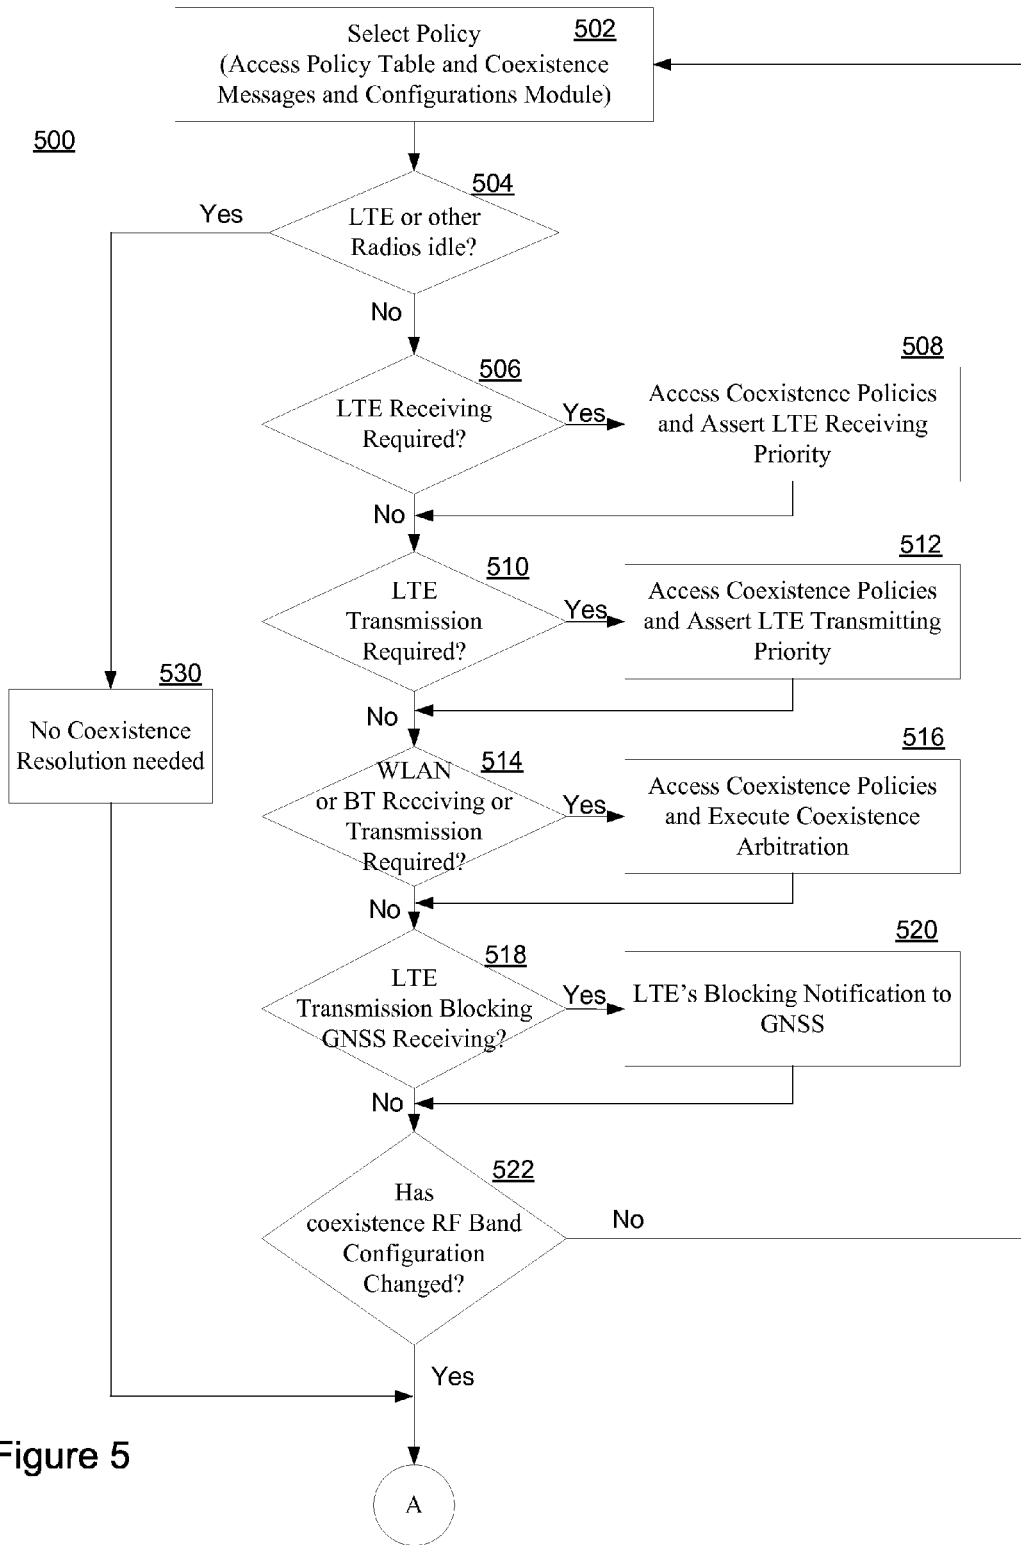 Select Policy 502
(Access Policy Table and Coexistence
Messages and Configurations Module)
500
504
Yes
LTE or other
Radios idle?
No
506
LTE Receiving
Required?
Yes
508
Access Coexistence Policies
and Assert LTE Receiving
Priority
No
510
LTE
Transmission
Required?
Yes
512
Access Coexistence Policies
and Assert LTE Transmitting
Priority
530
No Coexistence
Resolution needed
No
514
WLAN
or BT Receiving or
Transmission
Required?
Yes
516
Access Coexistence Policies
and Execute Coexistence
Arbitration
No
518
LTE
Transmission Blocking
GNSS Receiving?
Yes
520
LTE's Blocking Notification to
GNSS
No
522
Has
coexistence RF Band
Configuration
Changed?
No
Yes
Figure 5
A